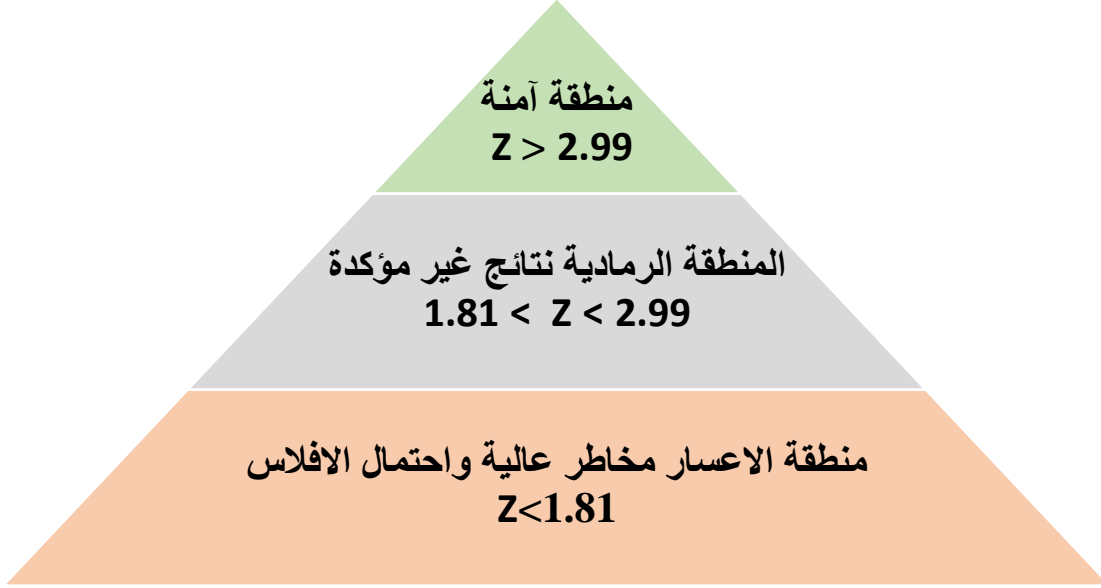 منطقة آمنة
Z > 2.99
المنطقة الرمادية نتائج غير مؤكدة
1.81 < Z < 2.99
منطقة الاعسار مخاطر عالية واحتمال الافلاس
Z<1.81